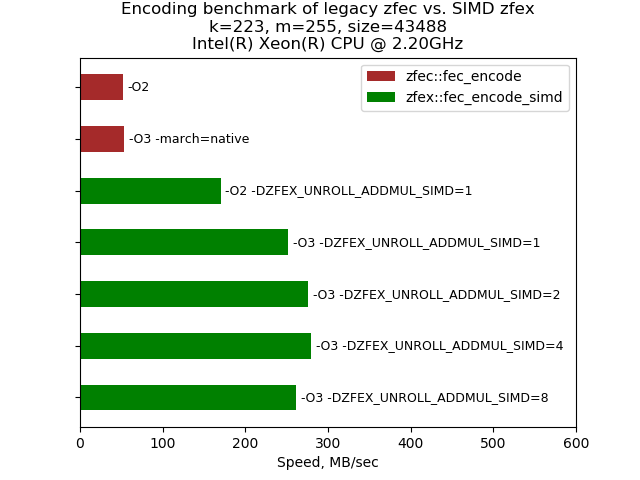 Encoding benchmark of legacy zfec vs. SIMD zfex
k=223, m=255, size=43488
Intel(R) Xeon(R) CPU @ 2.20GHz
zfec::fec_encode
zfex::fec_encode_simd
-O2
-O3 -march=native
-O2 -DZFEX_UNROLL_ADDMUL_SIMD=1
-O3 -DZFEX_UNROLL_ADDMUL_SIMD=1
-O3 -DZFEX_UNROLL_ADDMUL_SIMD=2
-O3 -DZFEX_UNROLL_ADDMUL_SIMD=4
-O3 -DZFEX_UNROLL_ADDMUL_SIMD=8
0 100 200 300 400 500 600
Speed, MB/sec